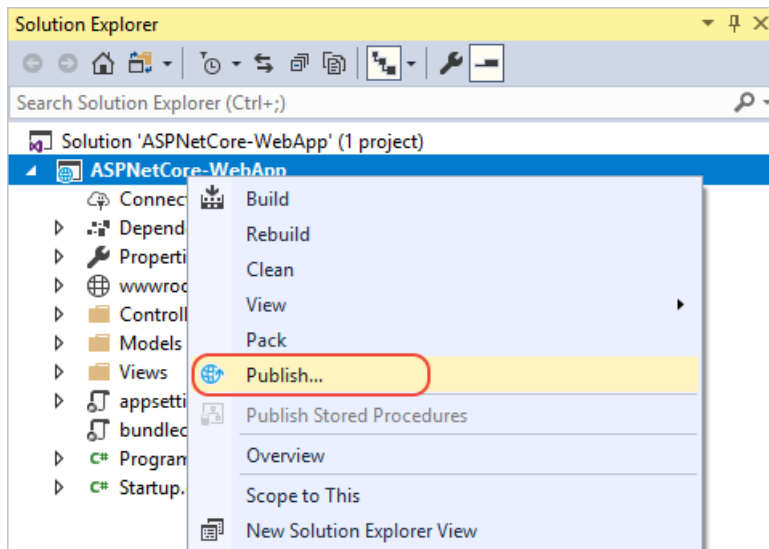 Solution Explorer
Search Solution Explorer (Ctrl+;)
Solution 'ASPNetCore-WebApp' (1 project)
ASPNetCore-WebApp
Connec
Build
Depend
Rebuild
Properti
Clean
wwwroo
View
Controll
Pack
Models
Publish...
Views
appsetti
Publish Stored Procedures
bundlec
Overview
C# Program
C# Startup.
Scope to This
New Solution Explorer View